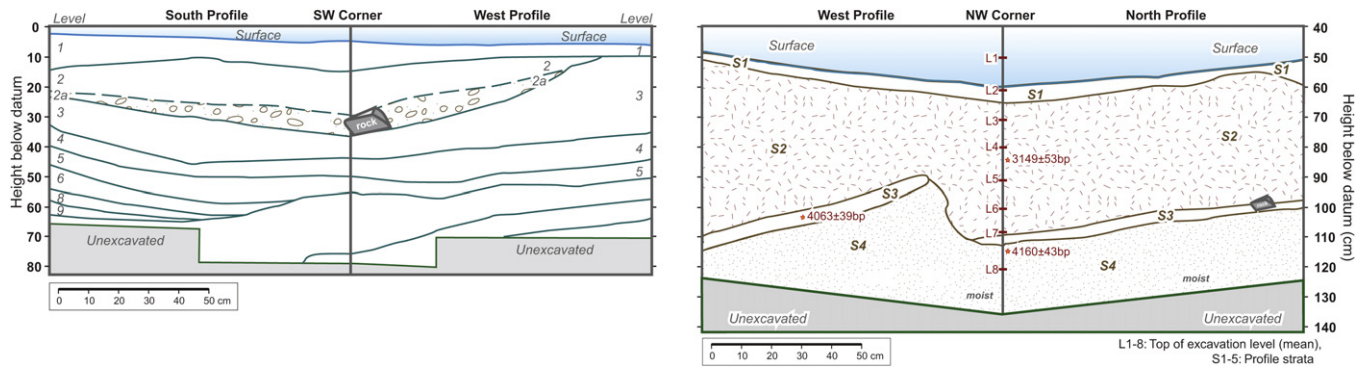 South Profile SW Corner West Profile
Level Level
Surface Surface
Height below datum
0
10
20
30
40
50
60
70
80
1
2
2a
3
4
5
6
8
9
2
2a
1
3
4
5
rock
Unexcavated Unexcavated
0 10 20 30 40 50 cm
West Profile NW Corner North Profile
Surface Surface
S1 S1 S1
S2 S2
S3 S3
S4 S4
L1
L2
L3
L4
L5
L6
L7
L8
3149±53bp
4063±39bp
4160±43bp
moist moist
Unexcavated Unexcavated
40
50
60
70
80
90
100
110
120
130
140
Height below datum (cm)
0 10 20 30 40 50 cm
L1-8: Top of excavation level (mean),
S1-5: Profile strata